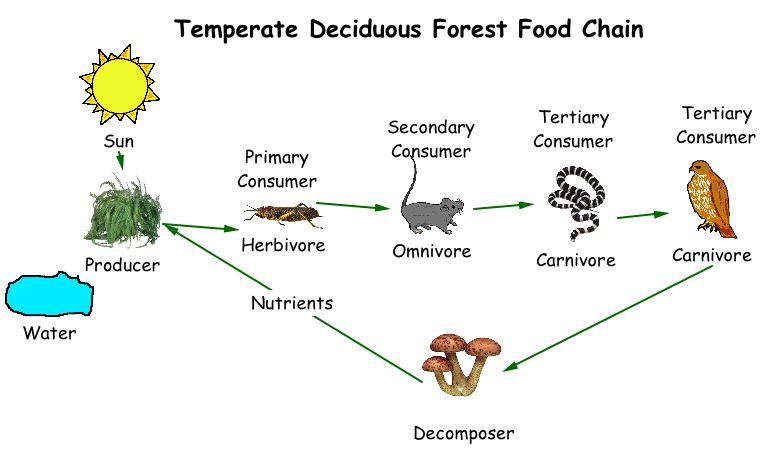 Temperate Deciduous Forest Food Chain
Sun
Producer
Water
Primary
Consumer
Herbivore
Secondary
Consumer
Omnivore
Tertiary
Consumer
Carnivore
Tertiary
Consumer
Carnivore
Nutrients
Decomposer